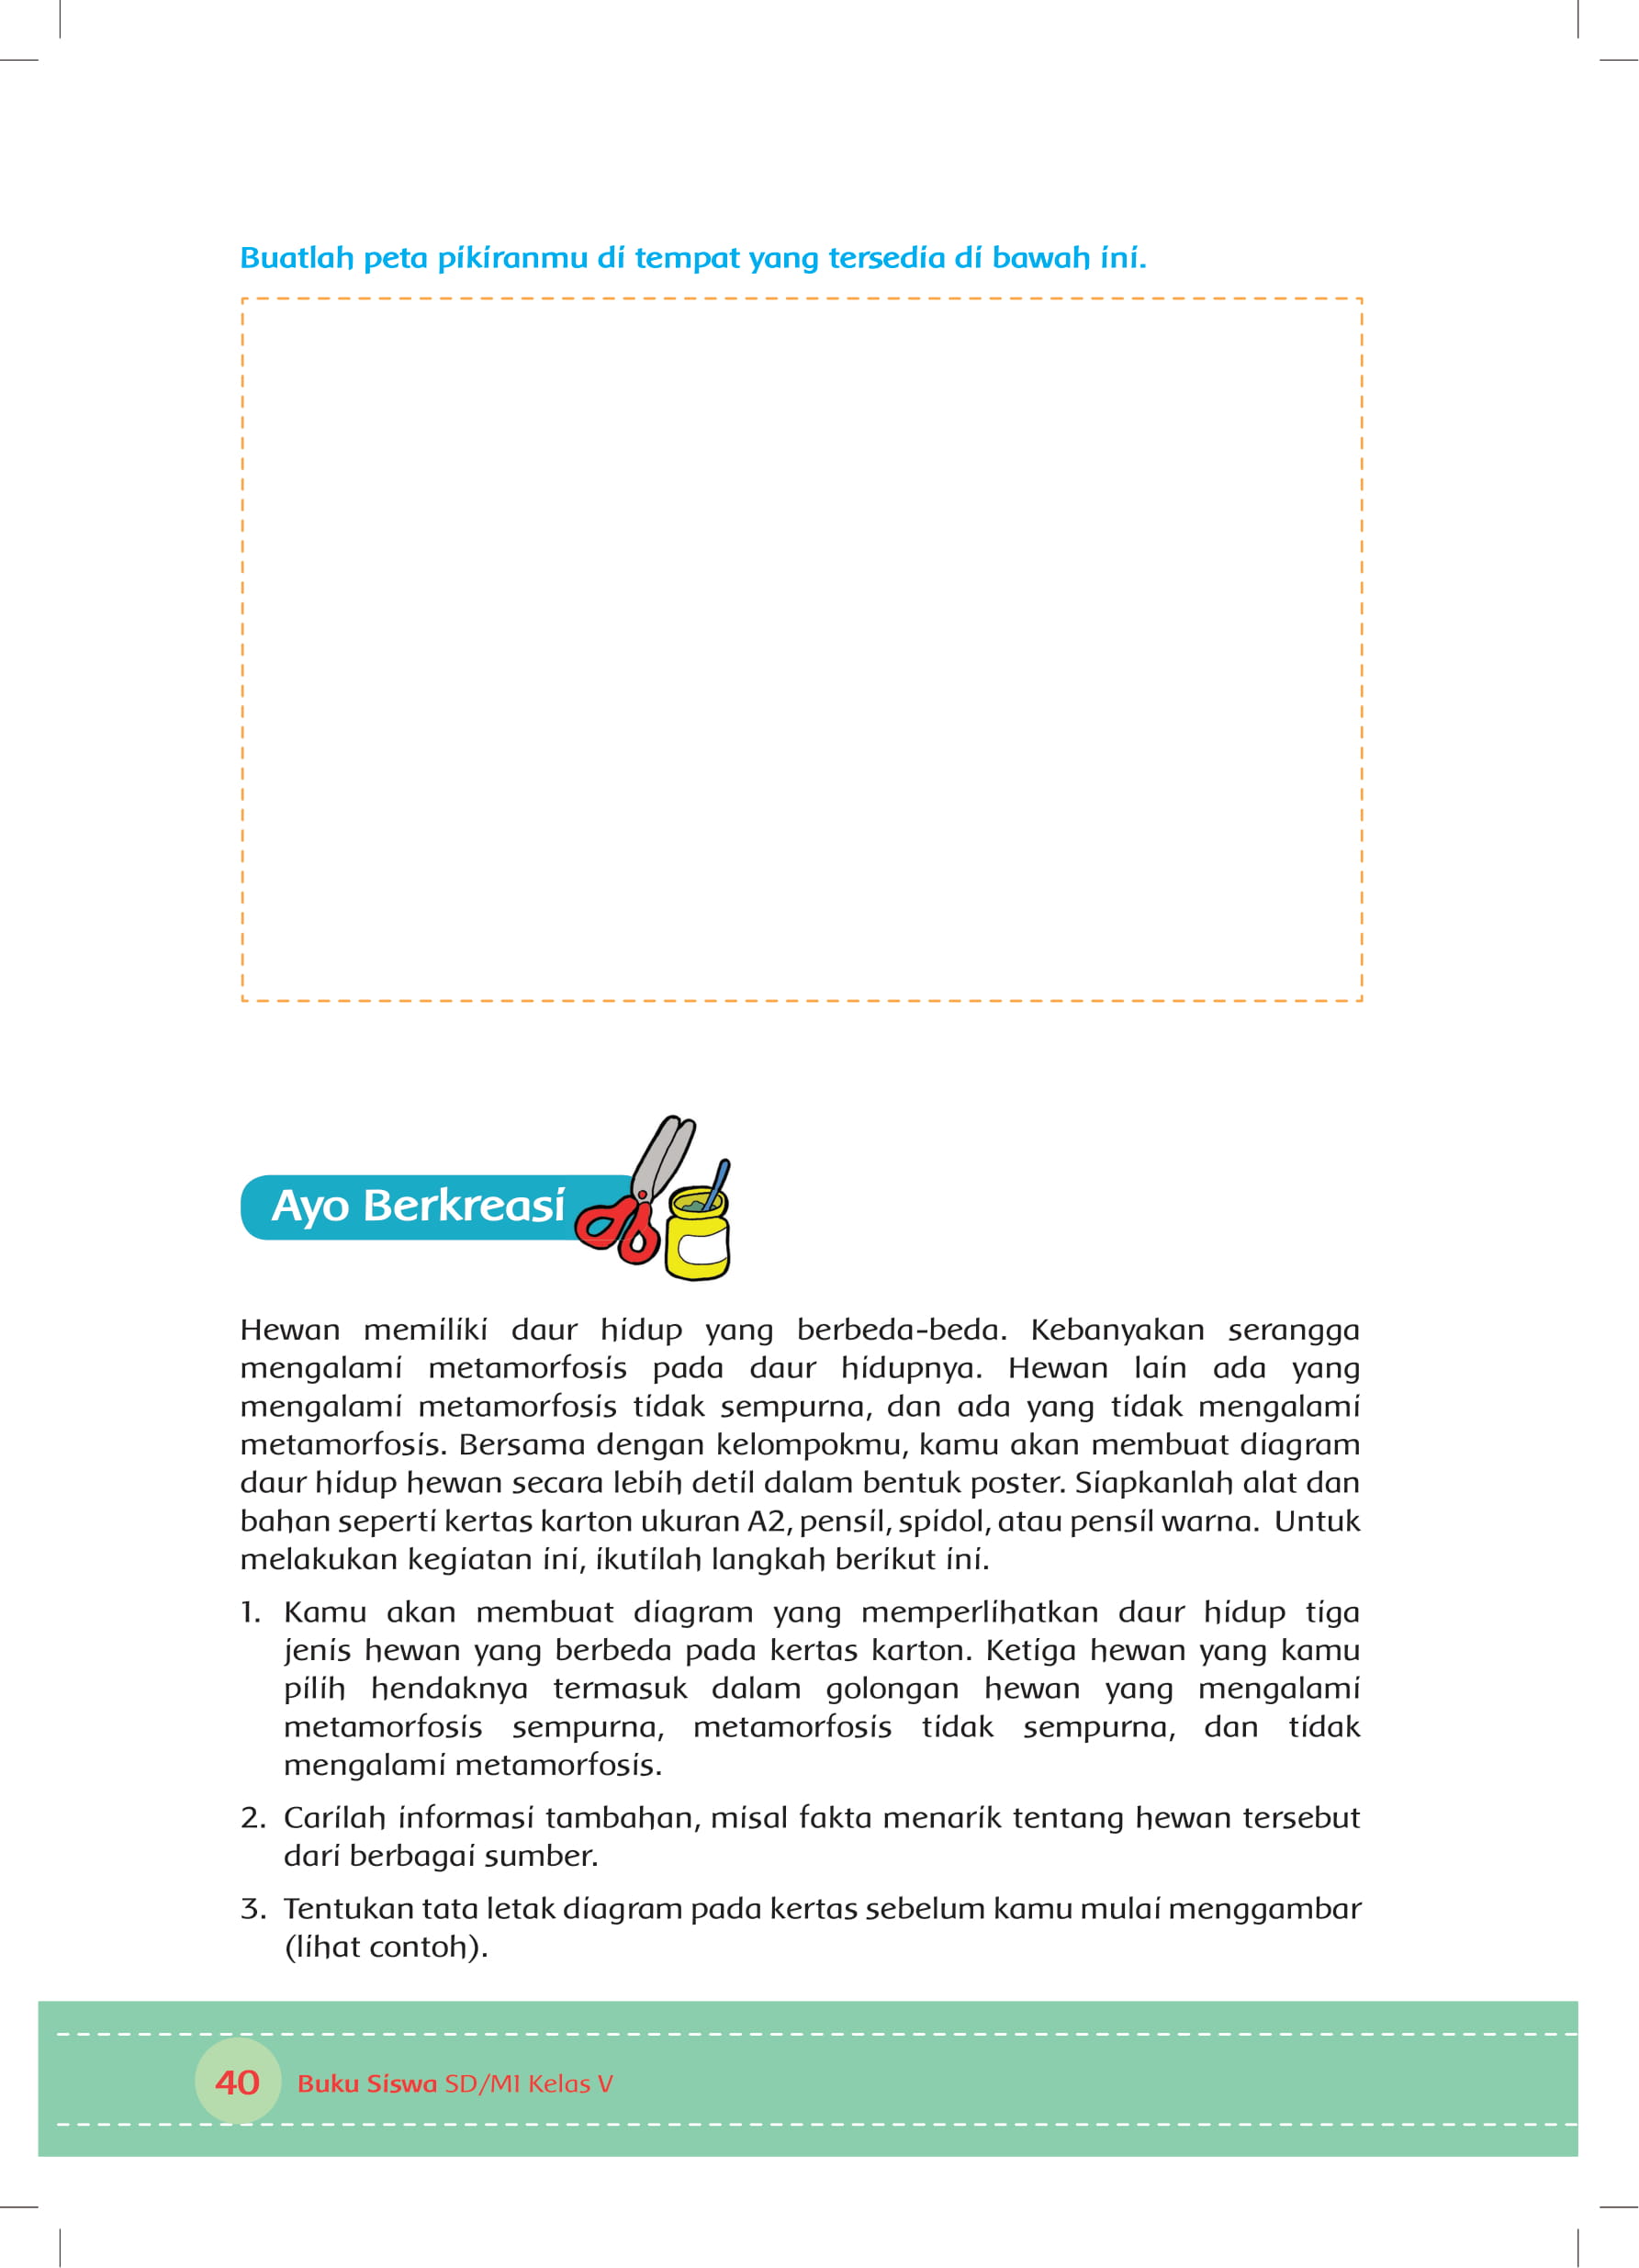 Buatlah peta pikiranmu di tempat yang tersedia di bawah ini.
Ayo Berkreasi
Hewan memiliki daur hidup yang berbeda-beda. Kebanyakan serangga
mengalami metamorfosis pada daur hidupnya. Hewan lain ada yang
mengalami metamorfosis tidak sempurna, dan ada yang tidak mengalami
metamorfosis. Bersama dengan kelompokmu, kamu akan membuat diagram
daur hidup hewan secara lebih detil dalam bentuk poster. Siapkanlah alat dan
bahan seperti kertas karton ukuran A2, pensil, spidol, atau pensil warna. Untuk
melakukan kegiatan ini, ikutilah langkah berikut ini.
1. Kamu akan membuat diagram yang memperlihatkan daur hidup tiga
jenis hewan yang berbeda pada kertas karton. Ketiga hewan yang kamu
pilih hendaknya termasuk dalam golongan hewan yang mengalami
metamorfosis sempurna, metamorfosis tidak sempurna, dan tidak
mengalami metamorfosis.
2. Carilah informasi tambahan, misal fakta menarik tentang hewan tersebut
dari berbagai sumber.
3. Tentukan tata letak diagram pada kertas sebelum kamu mulai menggambar
(lihat contoh).
40 Buku Siswa SD/MI Kelas V